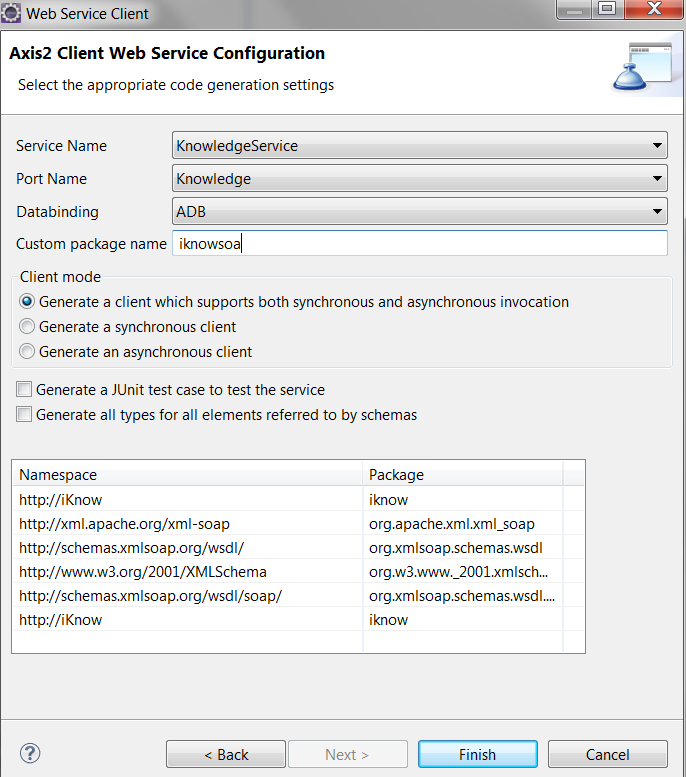 Web Service Client
Axis2 Client Web Service Configuration
Select the appropriate code generation settings
Service Name KnowledgeService
Port Name Knowledge
Databinding ADB
Custom package name iknowsoa
Client mode
Generate a client which supports both synchronous and asynchronous invocation
Generate a synchronous client
Generate an asynchronous client
Generate a JUnit test case to test the service
Generate all types for all elements referred to by schemas
Namespace Package
http://iKnow iknow
http://xml.apache.org/xml-soap org.apache.xml.xml_soap
http://schemas.xmlsoap.org/wsdl/ org.xmlsoap.schemas.wsdl
http://www.w3.org/2001/XMLSchema org.w3.www._2001.xmlsch...
http://schemas.xmlsoap.org/wsdl/soap/ org.xmlsoap.schemas.wsdl....
http://iKnow iknow
? < Back Next > Finish Cancel